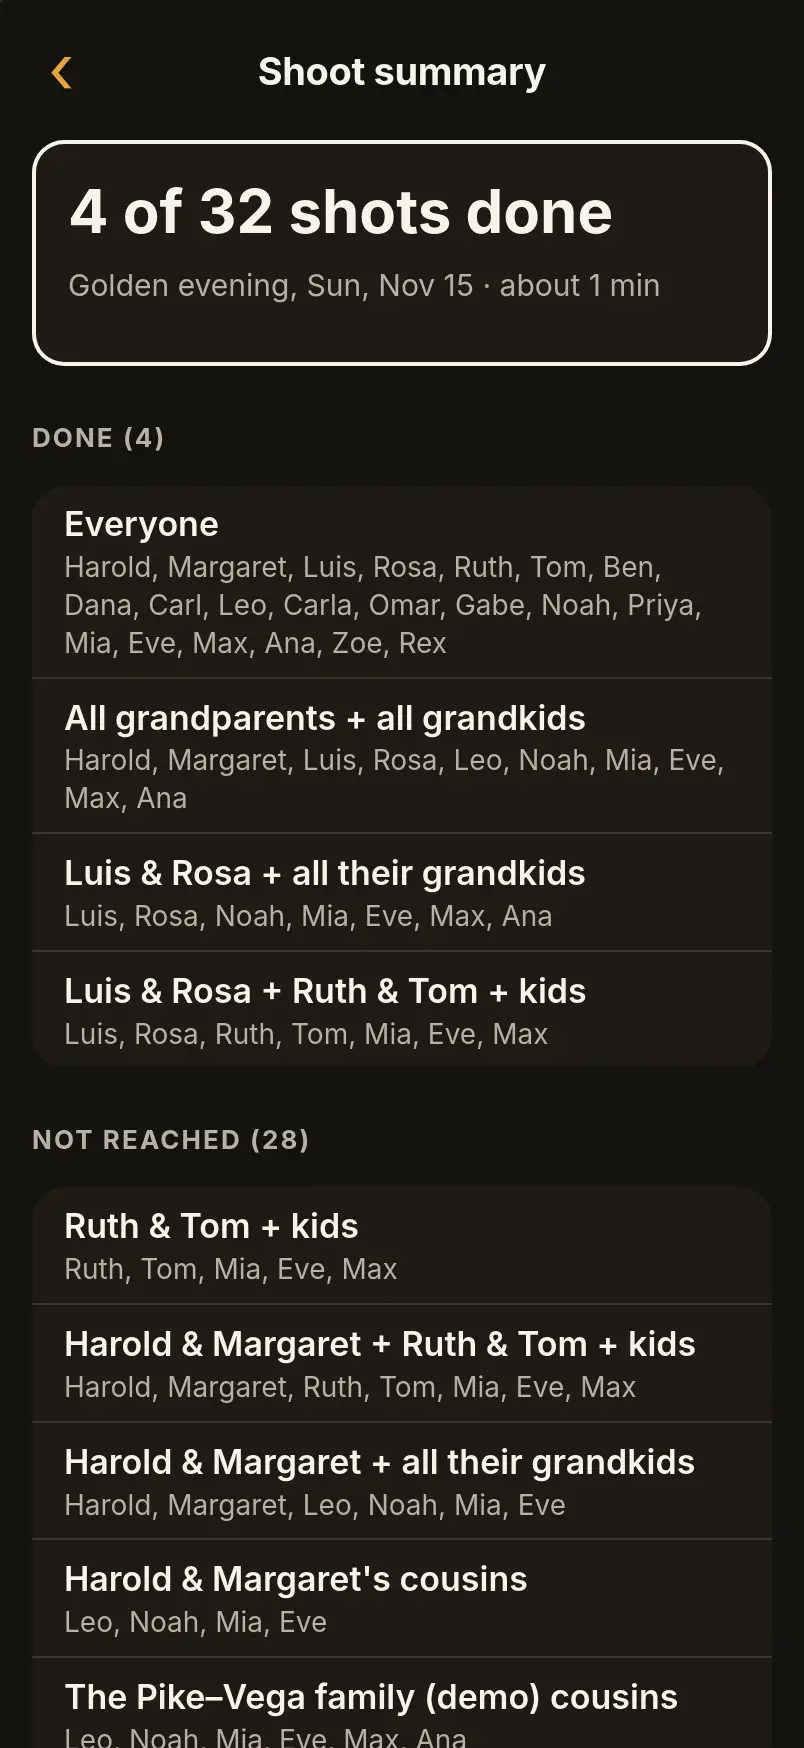 Shoot summary
4 of 32 shots done
Golden evening, Sun, Nov 15 · about 1 min
DONE (4)
Everyone
Harold, Margaret, Luis, Rosa, Ruth, Tom, Ben,
Dana, Carl, Leo, Carla, Omar, Gabe, Noah, Priya,
Mia, Eve, Max, Ana, Zoe, Rex
All grandparents + all grandkids
Harold, Margaret, Luis, Rosa, Leo, Noah, Mia, Eve,
Max, Ana
Luis & Rosa + all their grandkids
Luis, Rosa, Noah, Mia, Eve, Max, Ana
Luis & Rosa + Ruth & Tom + kids
Luis, Rosa, Ruth, Tom, Mia, Eve, Max
NOT REACHED (28)
Ruth & Tom + kids
Ruth, Tom, Mia, Eve, Max
Harold & Margaret + Ruth & Tom + kids
Harold, Margaret, Ruth, Tom, Mia, Eve, Max
Harold & Margaret + all their grandkids
Harold, Margaret, Leo, Noah, Mia, Eve
Harold & Margaret's cousins
Leo, Noah, Mia, Eve
The Pike–Vega family (demo) cousins
Leo, Noah, Mia, Eve, Max, Ana